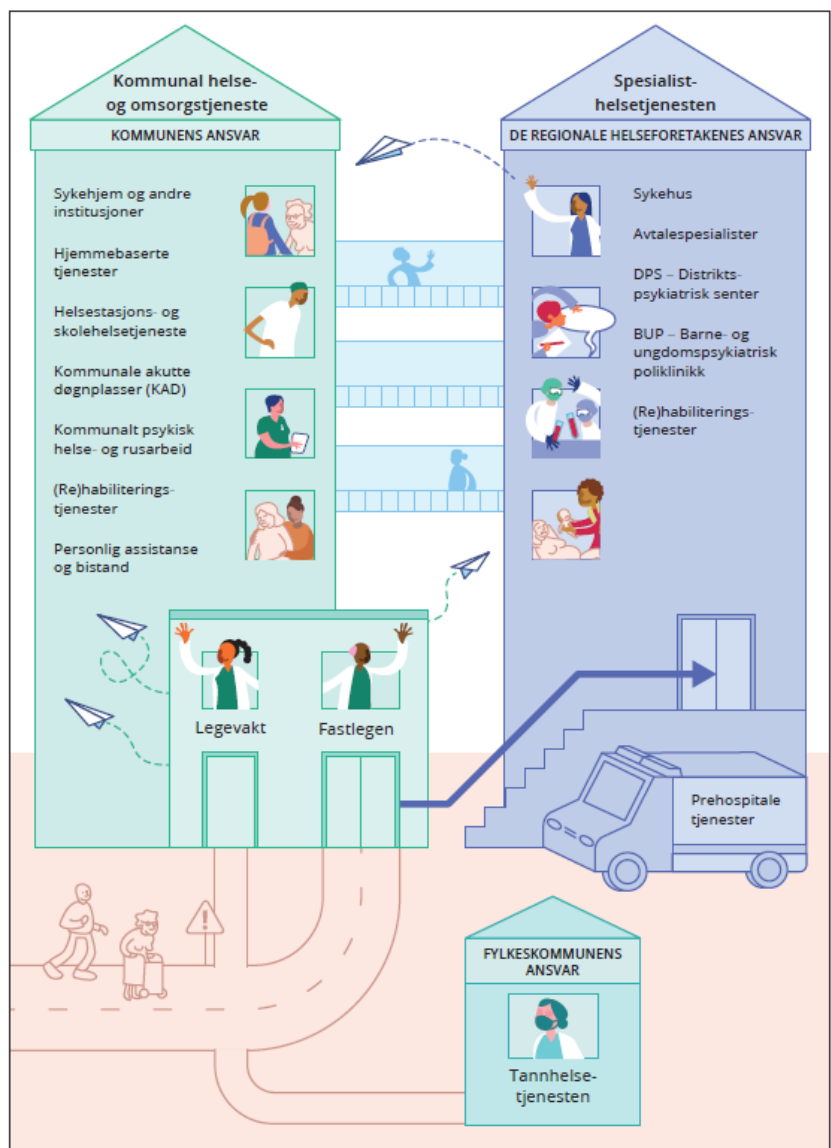 Kommunal helse-
og omsorgstjeneste
KOMMUNENS ANSVAR
Sykehjem og andre
institusjoner
Hjemmebaserte
tjenester
Helsestasjons- og
skolehelsetjeneste
Kommunale akutte
døgnplasser (KAD)
Kommunalt psykisk
helse- og rusarbeid
(Re)habiliterings-
tjenester
Personlig assistanse
og bistand
Legevakt
Fastlegen
Spesialist-
helsetjenesten
DE REGIONALE HELSEFORETAKENES ANSVAR
Sykehus
Avtalespesialister
DPS – Distrikts-
psykiatrisk senter
BUP – Barne- og
ungdomspsykiatrisk
poliklinikk
(Re)habiliterings-
tjenester
Prehospitale
tjenester
!
FYLKESKOMMUNENS
ANSVAR
Tannhelse-
tjenesten